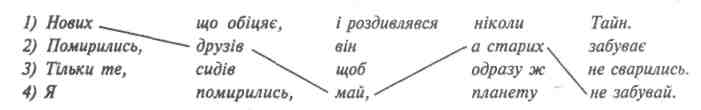 1) Нових що обіцяє, і роздивлявся ніколи Тайн.
2) Помирились, друзів він а старих забуває
3) Тільки те, сидів щоб одразу ж не сварились.
4) Я помирились, май, планету не забувай.